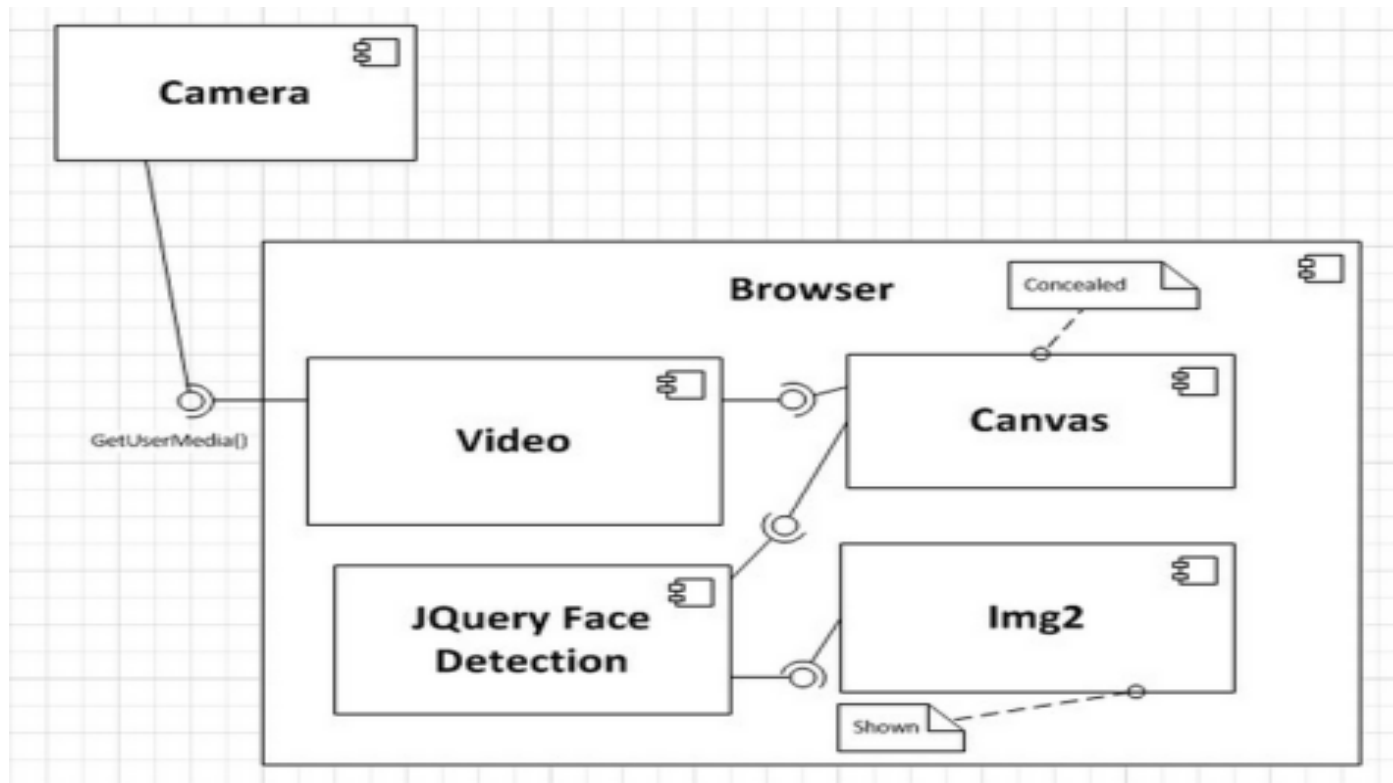 Camera
Browser
Concealed
GetUserMedia()
Video
Canvas
JQuery Face
Detection
Img2
Shown